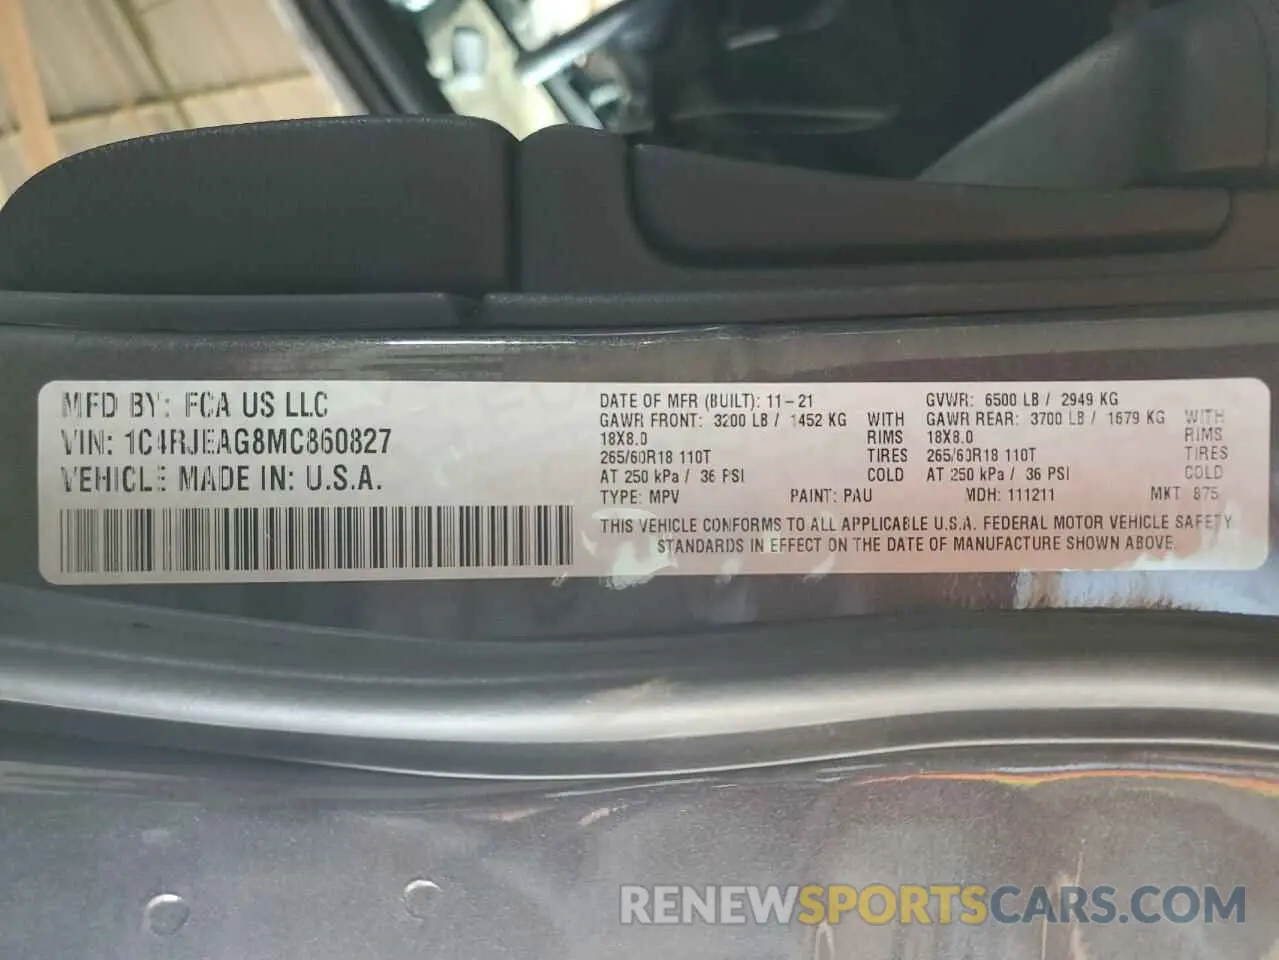 MFD BY: FCA US LLC
VIN: 1C4RJEAG8MC860827
VEHICLE MADE IN: U.S.A.
DATE OF MFR (BUILT): 11-21 GVWR: 6500 LB / 2949 KG
GAWR FRONT: 3200 LB / 1452 KG WITH GAWR REAR: 3700 LB / 1679 KG WITH
18X8.0 RIMS 18X8.0 RIMS
265/60R18 110T TIRES 265/60R18 110T TIRES
AT 250 kPa / 36 PSI COLD AT 250 kPa / 36 PSI COLD
TYPE: MPV PAINT: PAU MDH: 111211 MKT 875
THIS VEHICLE CONFORMS TO ALL APPLICABLE U.S.A. FEDERAL MOTOR VEHICLE SAFETY
STANDARDS IN EFFECT ON THE DATE OF MANUFACTURE SHOWN ABOVE.
RENEWSPORTSCARS.COM